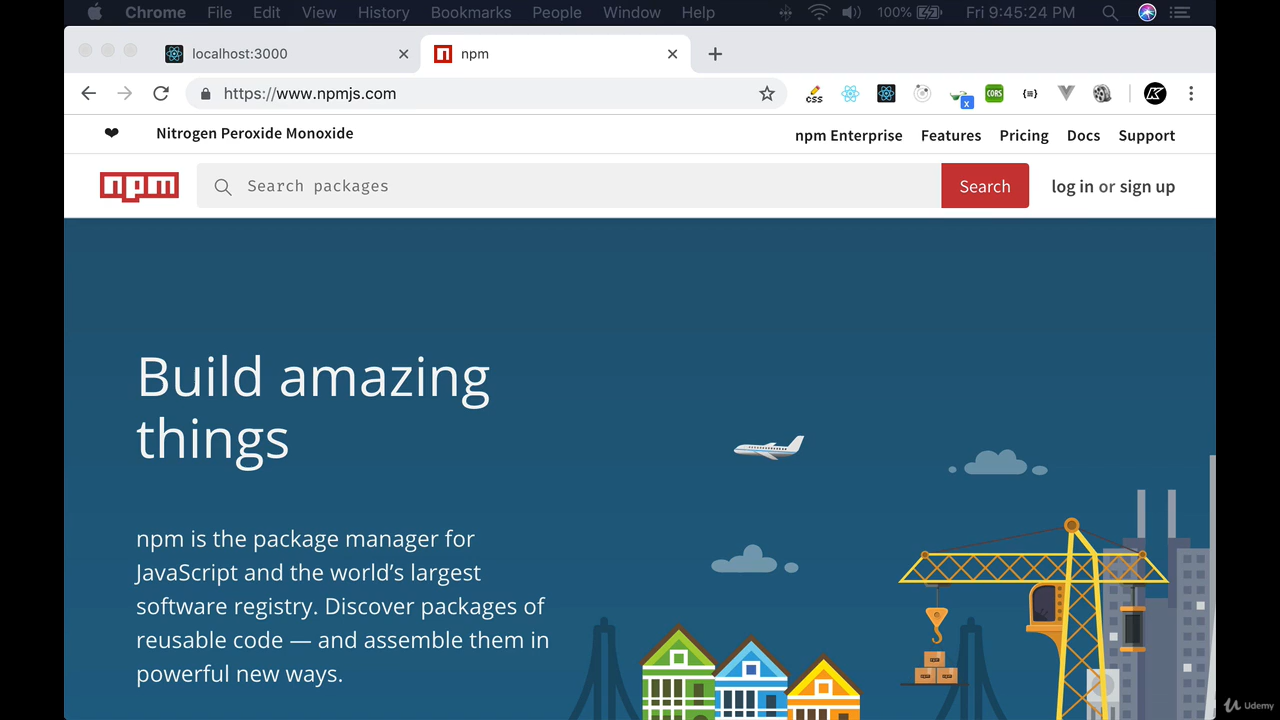 Chrome File Edit View History Bookmarks People Window Help 100% Fri 9:45:24 PM
localhost:3000 npm
https://www.npmjs.com css CORS
❤ Nitrogen Peroxide Monoxide npm Enterprise Features Pricing Docs Support
npm Search packages Search log in or sign up
Build amazing
things
npm is the package manager for
JavaScript and the world’s largest
software registry. Discover packages of
reusable code — and assemble them in
powerful new ways.
Udemy